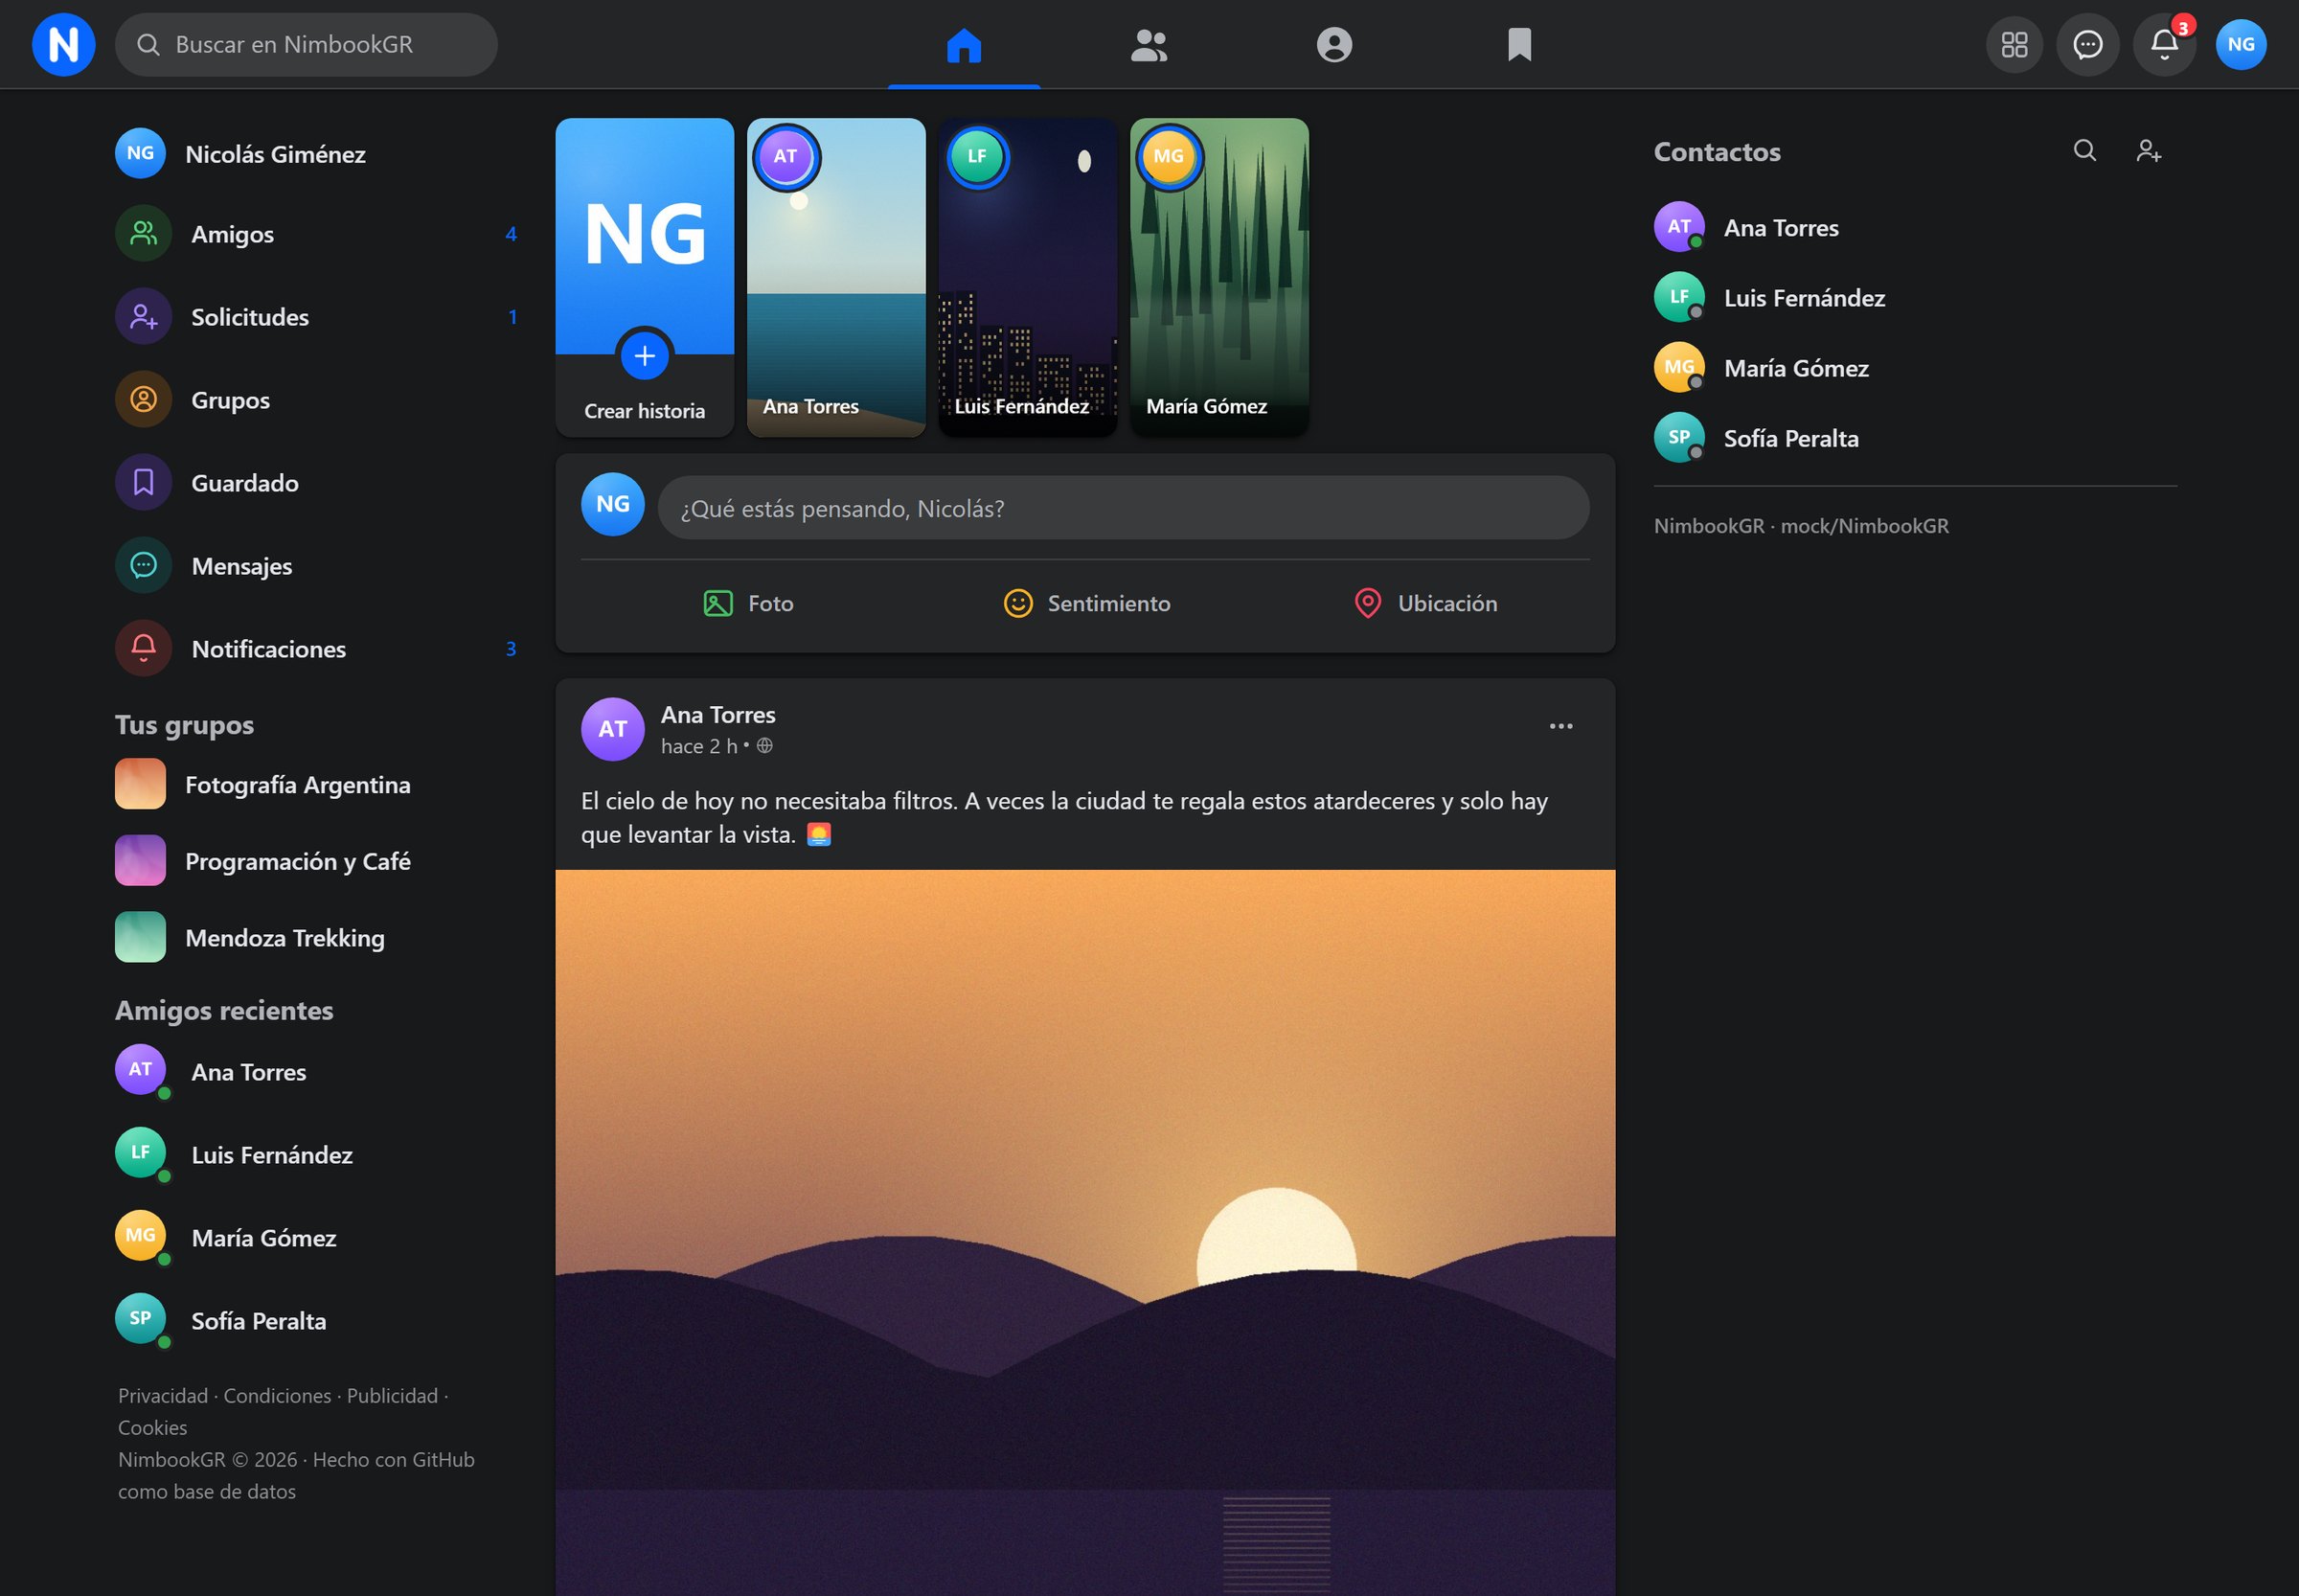 N
Buscar en NimbookGR
3
NG
NG
Nicolás Giménez
Amigos
4
Solicitudes
1
Grupos
Guardado
Mensajes
Notificaciones
3
Tus grupos
Fotografía Argentina
Programación y Café
Mendoza Trekking
Amigos recientes
AT
Ana Torres
LF
Luis Fernández
MG
María Gómez
SP
Sofía Peralta
Privacidad · Condiciones · Publicidad ·
Cookies
NimbookGR © 2026 · Hecho con GitHub
como base de datos
NG
Crear historia
AT
Ana Torres
LF
Luis Fernández
MG
María Gómez
NG
¿Qué estás pensando, Nicolás?
Foto
Sentimiento
Ubicación
AT
Ana Torres
hace 2 h •
El cielo de hoy no necesitaba filtros. A veces la ciudad te regala estos atardeceres y solo hay
que levantar la vista. 🌅
Contactos
AT
Ana Torres
LF
Luis Fernández
MG
María Gómez
SP
Sofía Peralta
NimbookGR · mock/NimbookGR